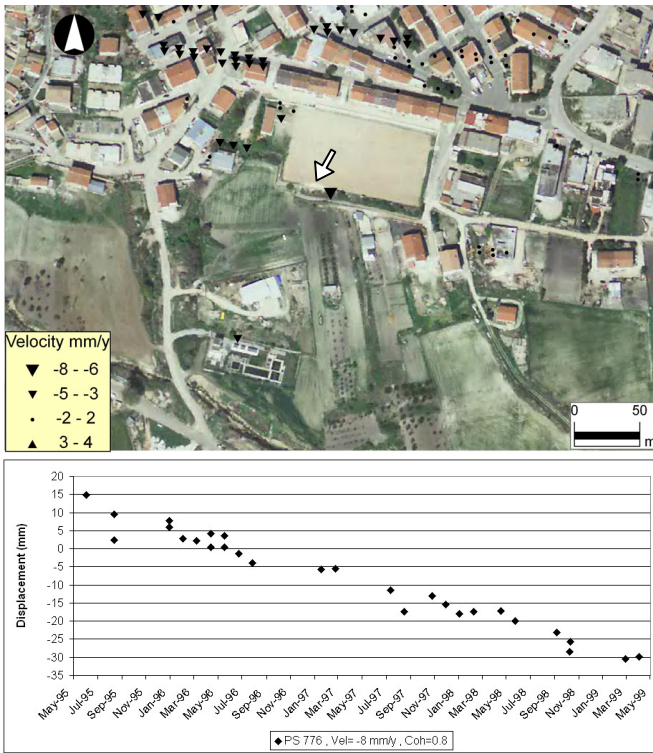 Velocity mm/y
-8 - -6
-5 - -3
-2 - 2
3 - 4
0 50
m
20
15
10
5
0
-5
-10
-15
-20
-25
-30
-35
Displacement (mm)
May-95 Jul-95 Sep-95 Nov-95 Jan-96 Mar-96 May-96 Jul-96 Sep-96 Nov-96 Jan-97 Mar-97 May-97 Jul-97 Sep-97 Nov-97 Jan-98 Mar-98 May-98 Jul-98 Sep-98 Nov-98 Jan-99 Mar-99 May-99
PS 776 , Vel= -8 mm/y , Coh=0.8